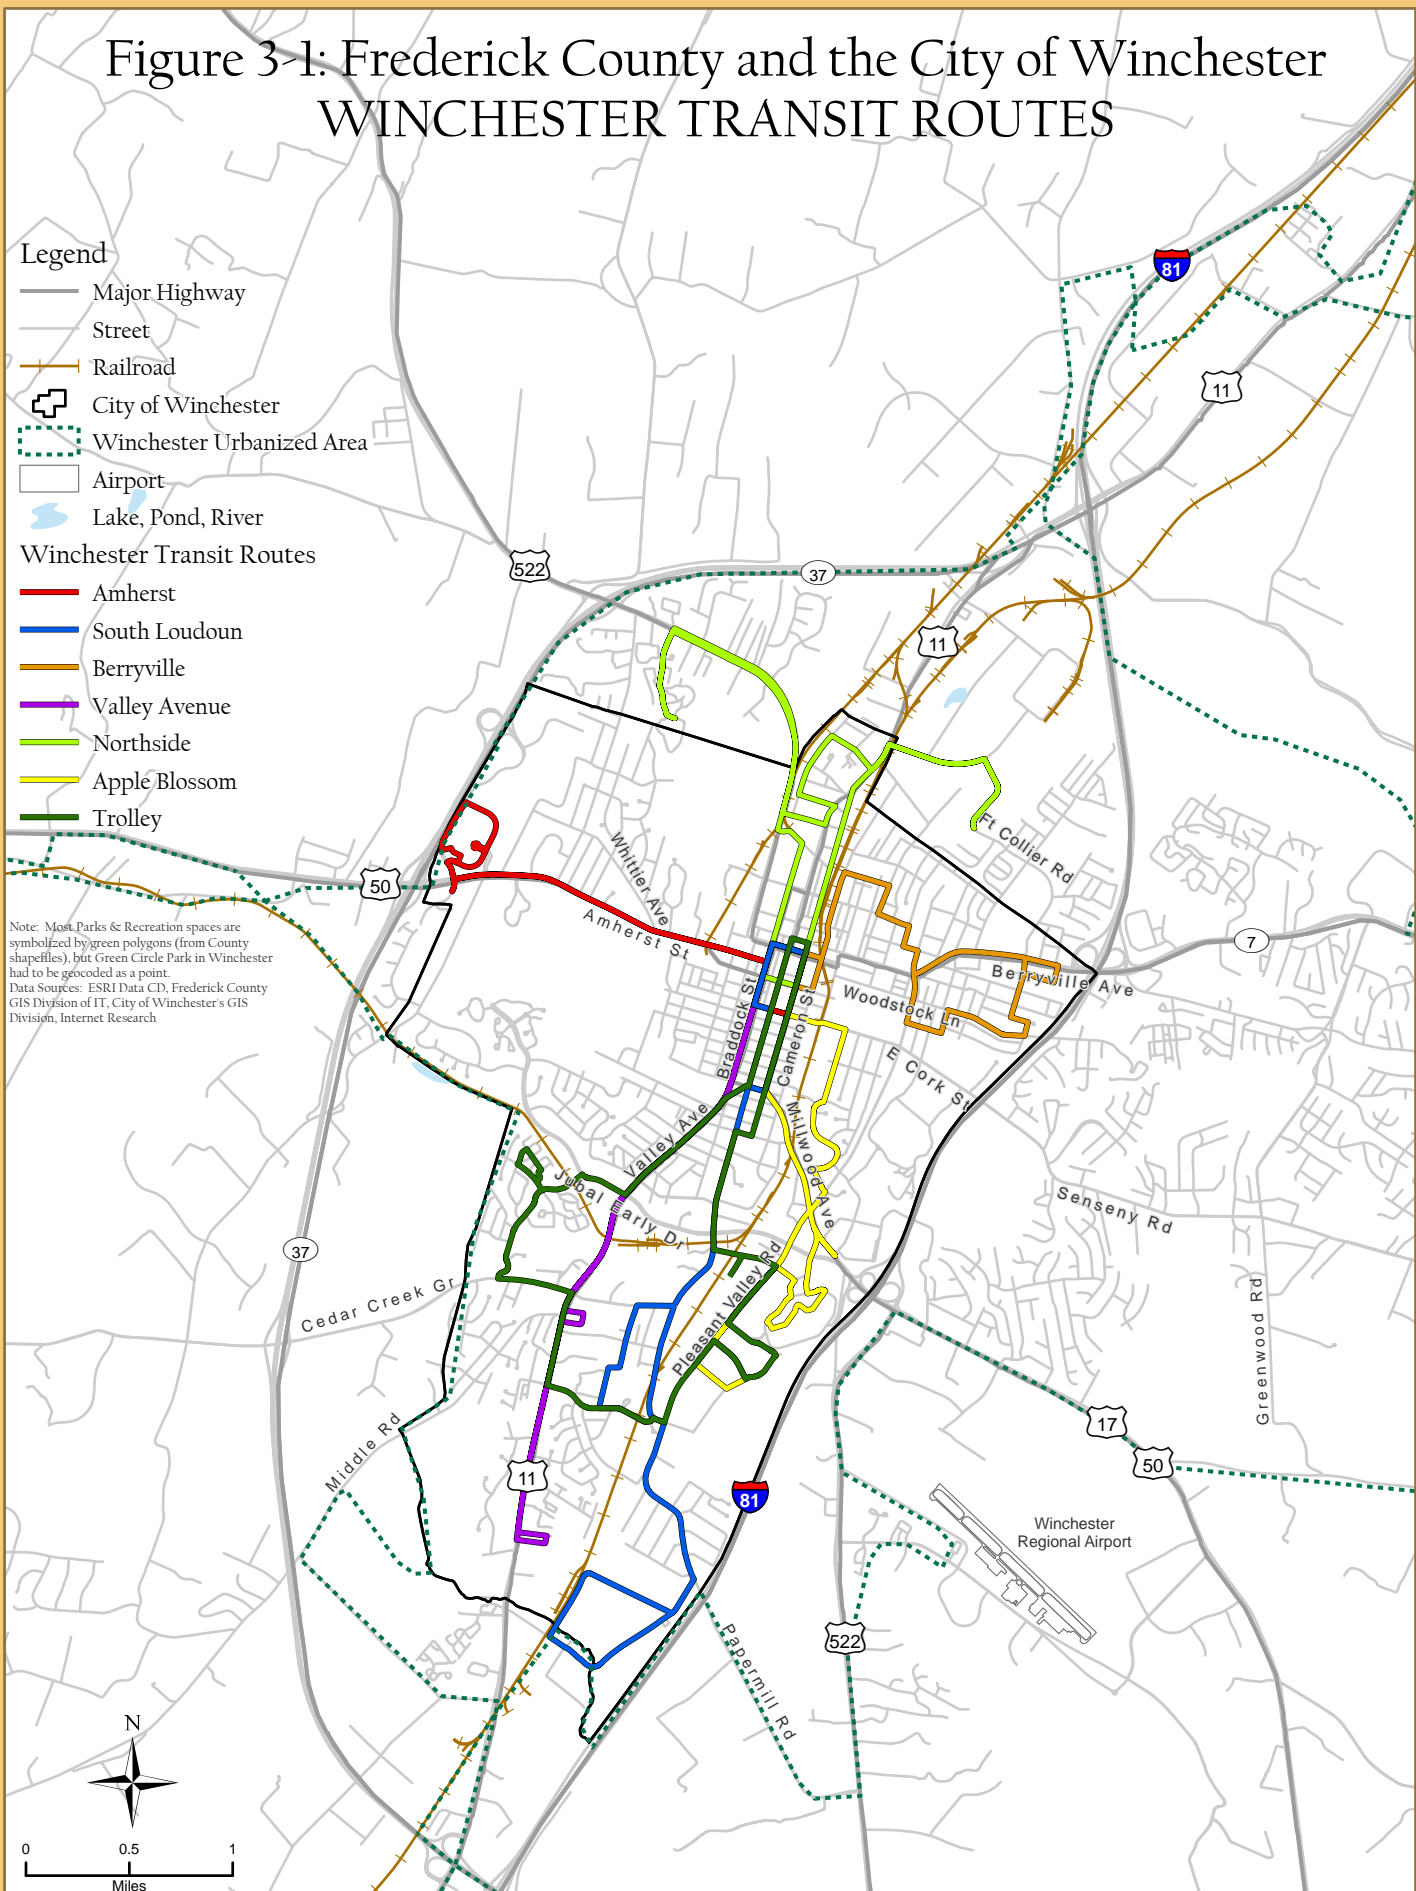 Figure 3-1: Frederick County and the City of Winchester
WINCHESTER TRANSIT ROUTES
Legend
Major Highway
Street
Railroad
City of Winchester
Winchester Urbanized Area
Airport
Lake, Pond, River
Winchester Transit Routes
Amherst
South Loudoun
Berryville
Valley Avenue
Northside
Apple Blossom
Trolley
Note: Most Parks & Recreation spaces are
symbolized by green polygons (from County
shapefiles), but Green Circle Park in Winchester
had to be geocoded as a point.
Data Sources: ESRI Data CD, Frederick County
GIS Division of IT, City of Winchester's GIS
Division, Internet Research
81
11
522
37
11
50
7
Whittier Ave
Amherst St
Ft Collier Rd
Berryville Ave
Woodstock Ln
Braddock St
Cameron St
E Cork St
Valley Ave
Millwood Ave
Jubal Early Dr
Senseny Rd
37
Cedar Creek Gr
Pleasant Valley Rd
Greenwood Rd
Middle Rd
17
50
11
81
Winchester
Regional Airport
522
Papermill Rd
N
0 0.5 1
Miles